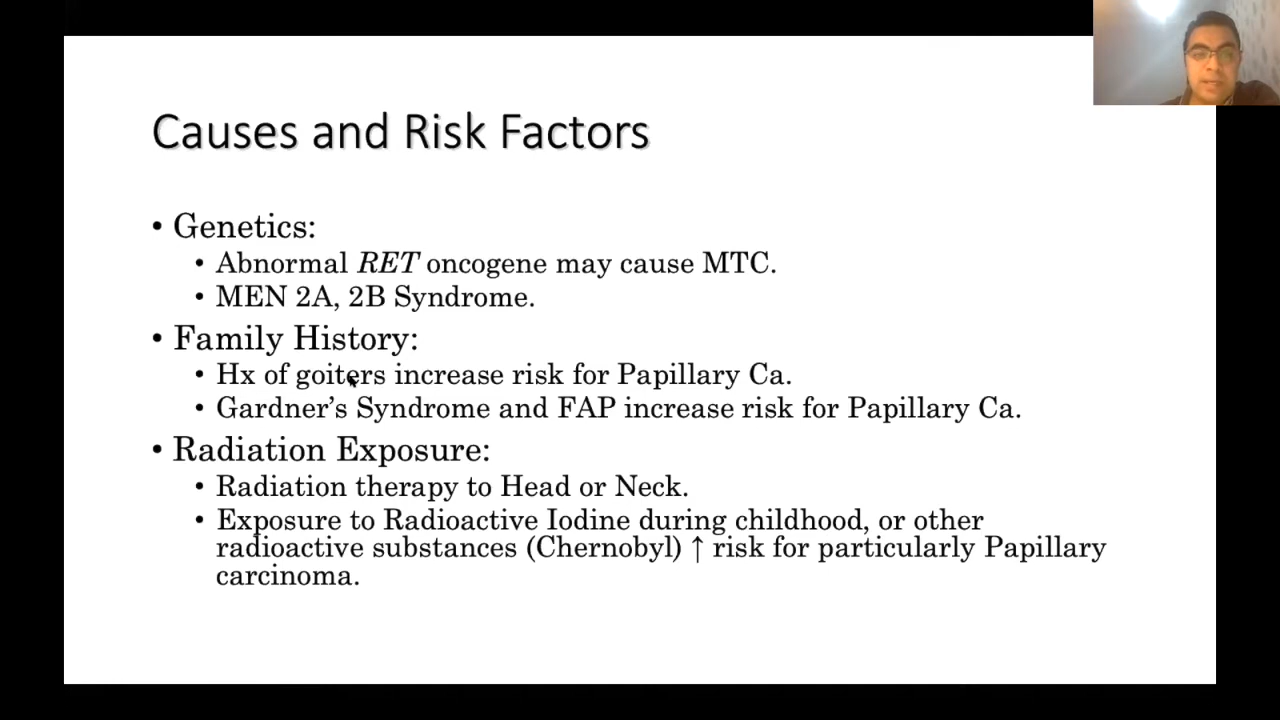 Causes and Risk Factors
• Genetics:
• Abnormal RET oncogene may cause MTC.
• MEN 2A, 2B Syndrome.
• Family History:
• Hx of goiters increase risk for Papillary Ca.
• Gardner’s Syndrome and FAP increase risk for Papillary Ca.
• Radiation Exposure:
• Radiation therapy to Head or Neck.
• Exposure to Radioactive Iodine during childhood, or other
radioactive substances (Chernobyl) ↑ risk for particularly Papillary
carcinoma.